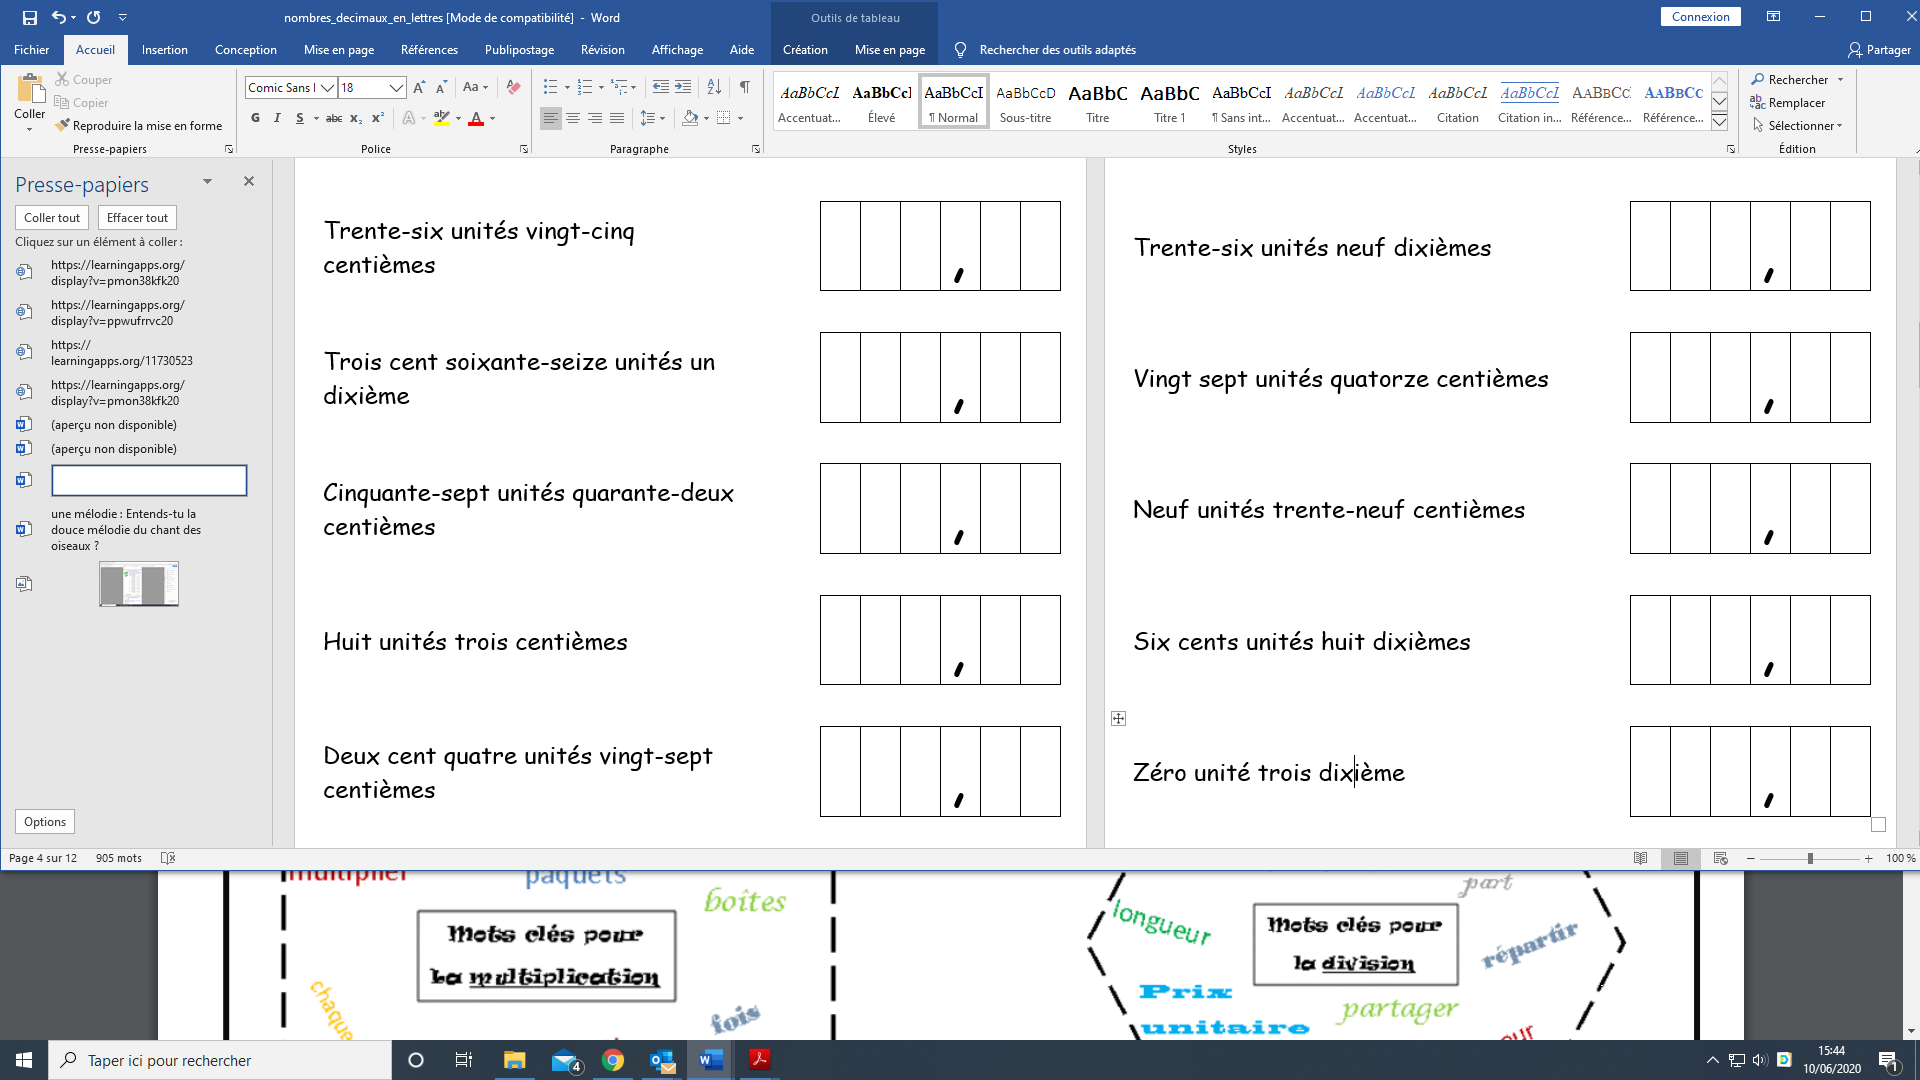 nombres_decimaux_en_lettres [Mode de compatibilité] - Word
Outils de tableau
Connexion
Fichier Accueil Insertion Conception Mise en page Références Publipostage Révision Affichage Aide Création Mise en page Rechercher des outils adaptés Partager
Coller
Couper
Copier
Reproduire la mise en forme
Presse-papiers
Comic Sans 18
Aa
G I S abc x₂ x²
Police
Paragraphe
AaBbCcI AaBbCcI AaBbCcI AaBbCcD AaBbC AaBbC AaBbCcI AaBbCcL AaBbCcL AaBbCcL AaBbCcL AABBCC AABBCC
Accentuat... Élevé ¶ Normal Sous-titre Titre Titre 1 ¶ Sans int... Accentuat... Accentuat... Citation Citation in... Référence... Référence...
Styles
Rechercher
Remplacer
Sélectionner
Édition
Presse-papiers
Coller tout Effacer tout
Cliquez sur un élément à coller :
https://learningapps.org/
display?v=pmon38kfk20
https://learningapps.org/
display?v=ppwufrrvc20
https://
learningapps.org/11730523
https://learningapps.org/
display?v=pmon38kfk20
(aperçu non disponible)
(aperçu non disponible)
une mélodie : Entends-tu la
douce mélodie du chant des
oiseaux ?
Options
Trente-six unités vingt-cinq
centièmes
,
Trois cent soixante-seize unités un
dixième
,
Cinquante-sept unités quarante-deux
centièmes
,
Huit unités trois centièmes
,
Deux cent quatre unités vingt-sept
centièmes
,
Trente-six unités neuf dixièmes
,
Vingt sept unités quatorze centièmes
,
Neuf unités trente-neuf centièmes
,
Six cents unités huit dixièmes
,
Zéro unité trois dixième
,
Page 4 sur 12 905 mots
100 %
multiplier
paquets
boîtes
Mots clés pour
la multiplication
chaque
fois
part
longueur
Mots clés pour
la division
répartir
Prix
unitaire
partager
Taper ici pour rechercher
4
15:44
10/06/2020
1